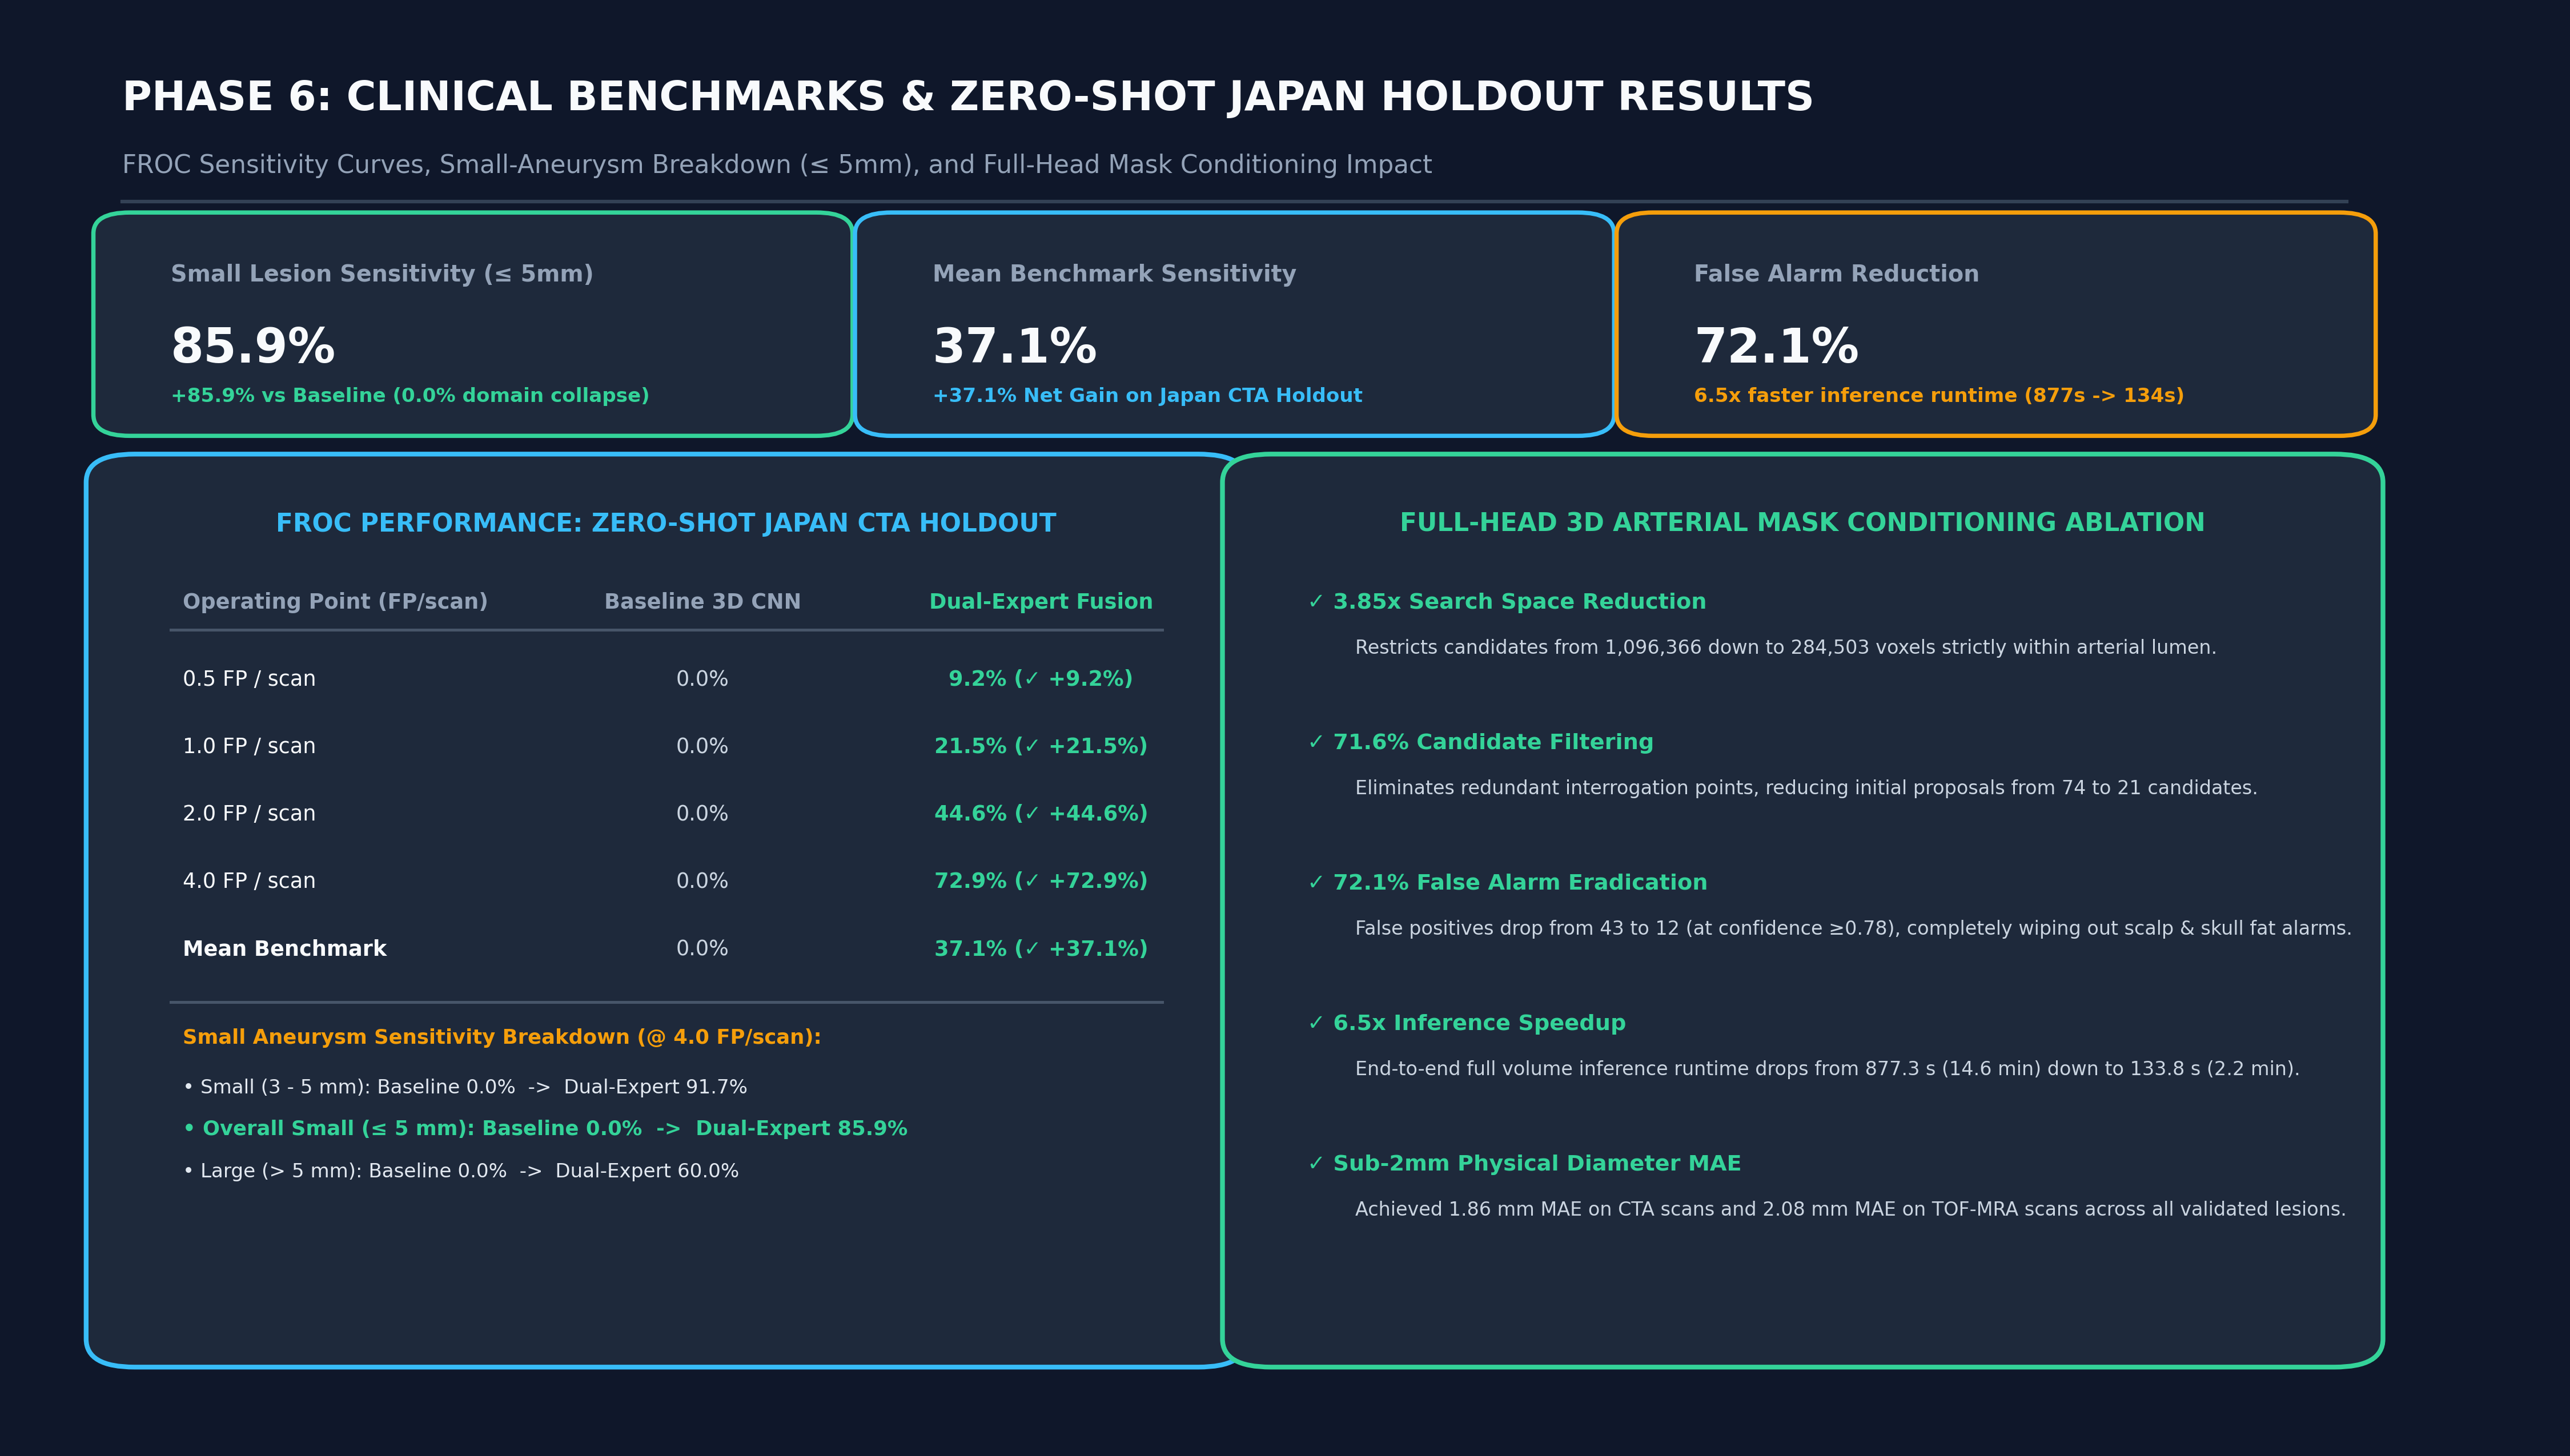 PHASE 6: CLINICAL BENCHMARKS & ZERO-SHOT JAPAN HOLDOUT RESULTS
FROC Sensitivity Curves, Small-Aneurysm Breakdown (≤ 5mm), and Full-Head Mask Conditioning Impact
Small Lesion Sensitivity (≤ 5mm)
85.9%
+85.9% vs Baseline (0.0% domain collapse)
Mean Benchmark Sensitivity
37.1%
+37.1% Net Gain on Japan CTA Holdout
False Alarm Reduction
72.1%
6.5x faster inference runtime (877s -> 134s)
FROC PERFORMANCE: ZERO-SHOT JAPAN CTA HOLDOUT
Operating Point (FP/scan) Baseline 3D CNN Dual-Expert Fusion
0.5 FP / scan 0.0% 9.2% (✓ +9.2%)
1.0 FP / scan 0.0% 21.5% (✓ +21.5%)
2.0 FP / scan 0.0% 44.6% (✓ +44.6%)
4.0 FP / scan 0.0% 72.9% (✓ +72.9%)
Mean Benchmark 0.0% 37.1% (✓ +37.1%)
Small Aneurysm Sensitivity Breakdown (@ 4.0 FP/scan):
• Small (3 - 5 mm): Baseline 0.0% -> Dual-Expert 91.7%
• Overall Small (≤ 5 mm): Baseline 0.0% -> Dual-Expert 85.9%
• Large (> 5 mm): Baseline 0.0% -> Dual-Expert 60.0%
FULL-HEAD 3D ARTERIAL MASK CONDITIONING ABLATION
✓ 3.85x Search Space Reduction
Restricts candidates from 1,096,366 down to 284,503 voxels strictly within arterial lumen.
✓ 71.6% Candidate Filtering
Eliminates redundant interrogation points, reducing initial proposals from 74 to 21 candidates.
✓ 72.1% False Alarm Eradication
False positives drop from 43 to 12 (at confidence ≥0.78), completely wiping out scalp & skull fat alarms.
✓ 6.5x Inference Speedup
End-to-end full volume inference runtime drops from 877.3 s (14.6 min) down to 133.8 s (2.2 min).
✓ Sub-2mm Physical Diameter MAE
Achieved 1.86 mm MAE on CTA scans and 2.08 mm MAE on TOF-MRA scans across all validated lesions.